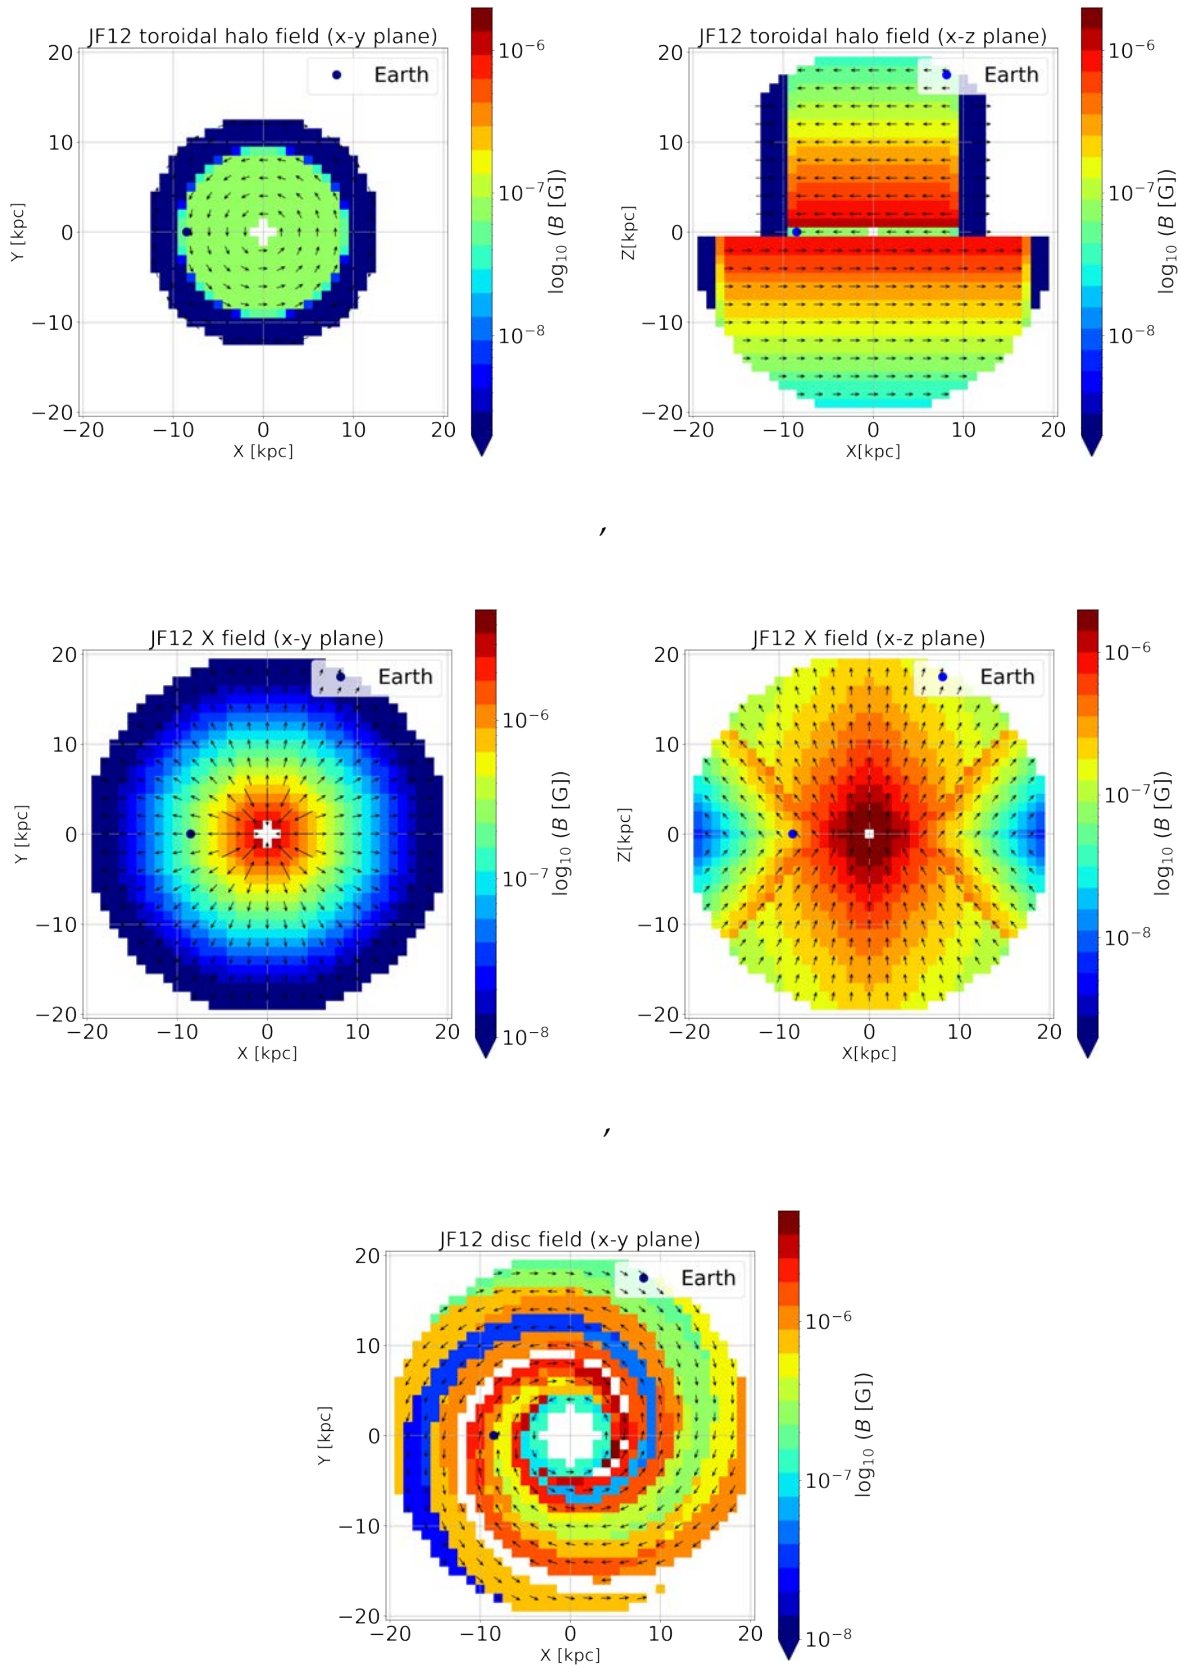 JF12 toroidal halo field (x-y plane)
20
10
0
−10
−20
−20
−10
0
10
20
Y [kpc]
X [kpc]
Earth
10−6
10−7
10−8
log10 (B [G])
JF12 toroidal halo field (x-z plane)
20
10
0
−10
−20
−20
−10
0
10
20
Z[kpc]
X[kpc]
Earth
10−6
10−7
10−8
log10 (B [G])
,
JF12 X field (x-y plane)
20
10
0
−10
−20
−20
−10
0
10
20
Y [kpc]
X [kpc]
Earth
10−6
10−7
10−8
log10 (B [G])
JF12 X field (x-z plane)
20
10
0
−10
−20
−20
−10
0
10
20
Z[kpc]
X[kpc]
Earth
10−6
10−7
10−8
log10 (B [G])
,
JF12 disc field (x-y plane)
20
10
0
−10
−20
−20
−10
0
10
20
Y [kpc]
X [kpc]
Earth
10−6
10−7
10−8
log10 (B [G])